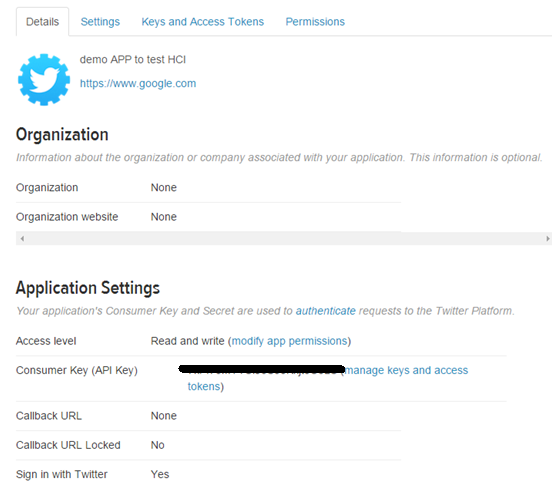 Details Settings Keys and Access Tokens Permissions
demo APP to test HCI
https://www.google.com
Organization
Information about the organization or company associated with your application. This information is optional.
Organization None
Organization website None
Application Settings
Your application's Consumer Key and Secret are used to authenticate requests to the Twitter Platform.
Access level Read and write (modify app permissions)
Consumer Key (API Key) manage keys and access
tokens)
Callback URL None
Callback URL Locked No
Sign in with Twitter Yes